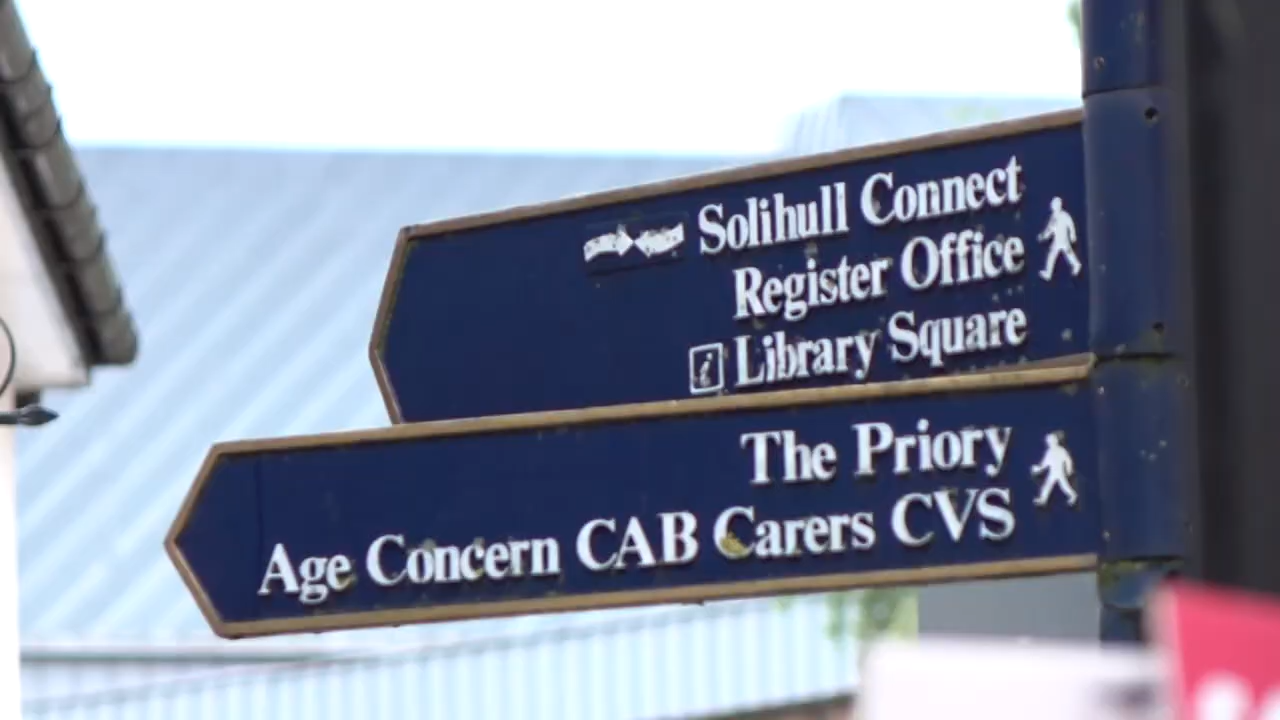 Solihull Connect
Register Office
i Library Square
The Priory
Age Concern CAB Carers CVS